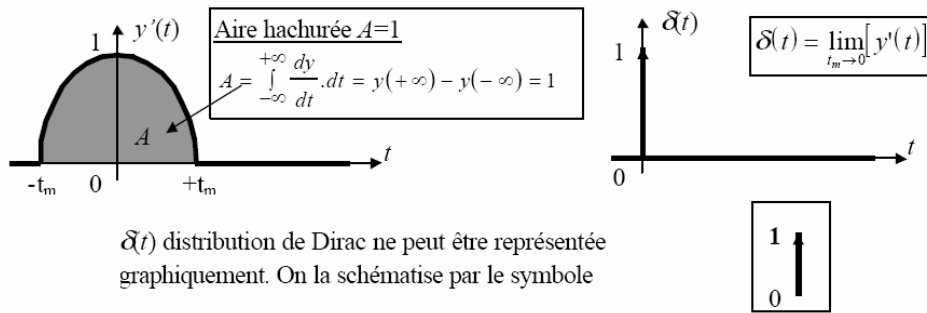 1
y'(t)
Aire hachurée A=1
A = ∫_{-∞}^{+∞} dy/dt .dt = y(+∞) − y(−∞) = 1
A
t
-t_m
0
+t_m
δ(t)
1
t
0
δ(t) = lim_{t_m→0} [y'(t)]
δ(t) distribution de Dirac ne peut être représentée
graphiquement. On la schématise par le symbole
1
0